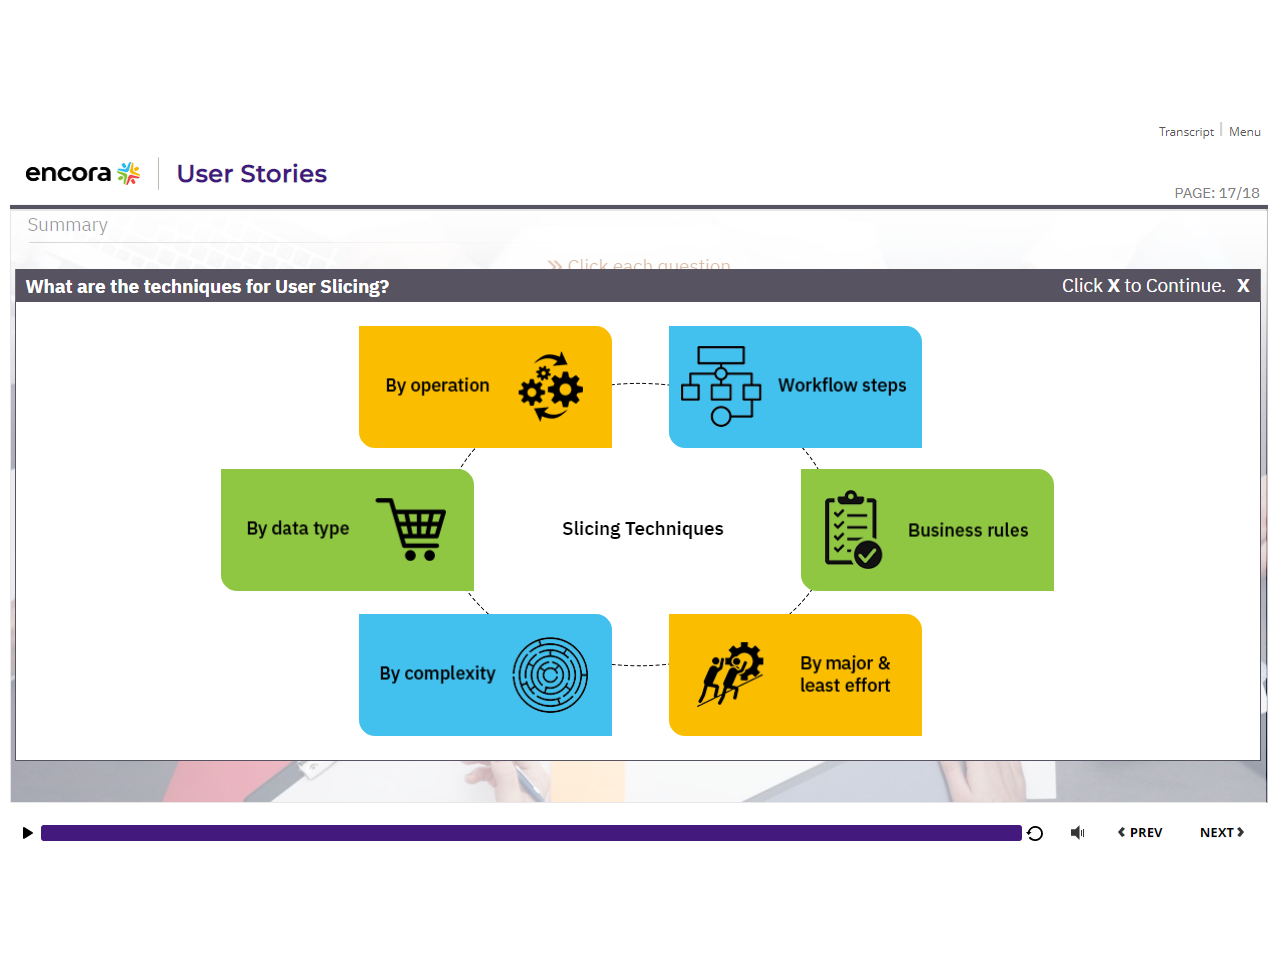 Transcript
Menu
encora
User Stories
PAGE: 17/18
Summary
Click each question
What are the techniques for User Slicing?
Click X to Continue. X
By operation
Workflow steps
By data type
Slicing Techniques
Business rules
By complexity
By major &
least effort
PREV
NEXT